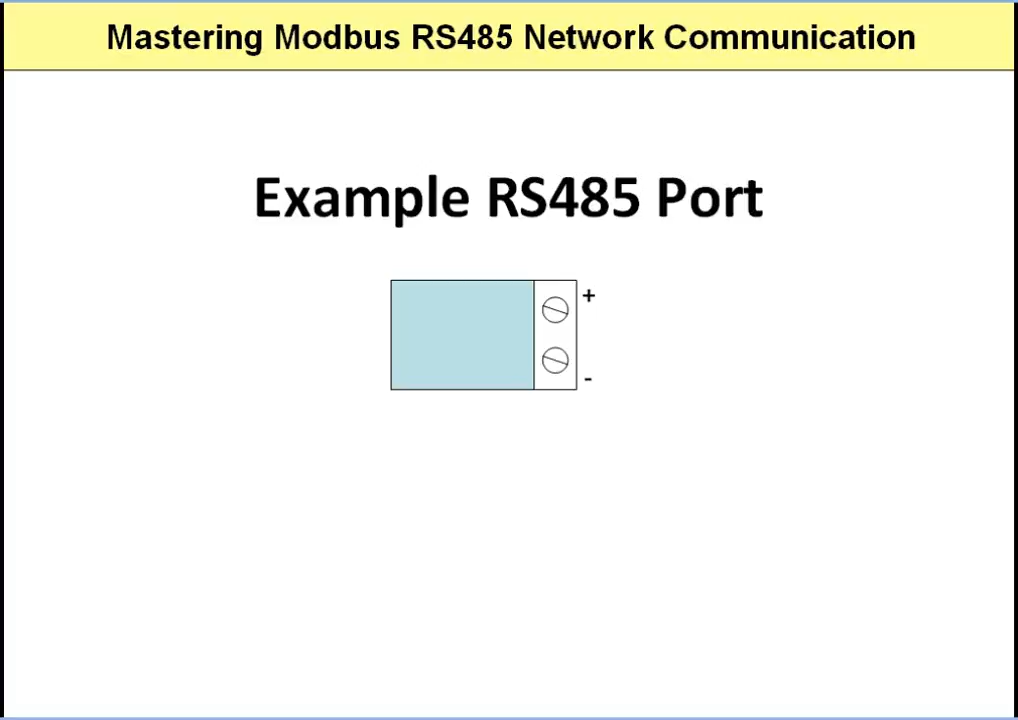 Mastering Modbus RS485 Network Communication
Example RS485 Port
+
-